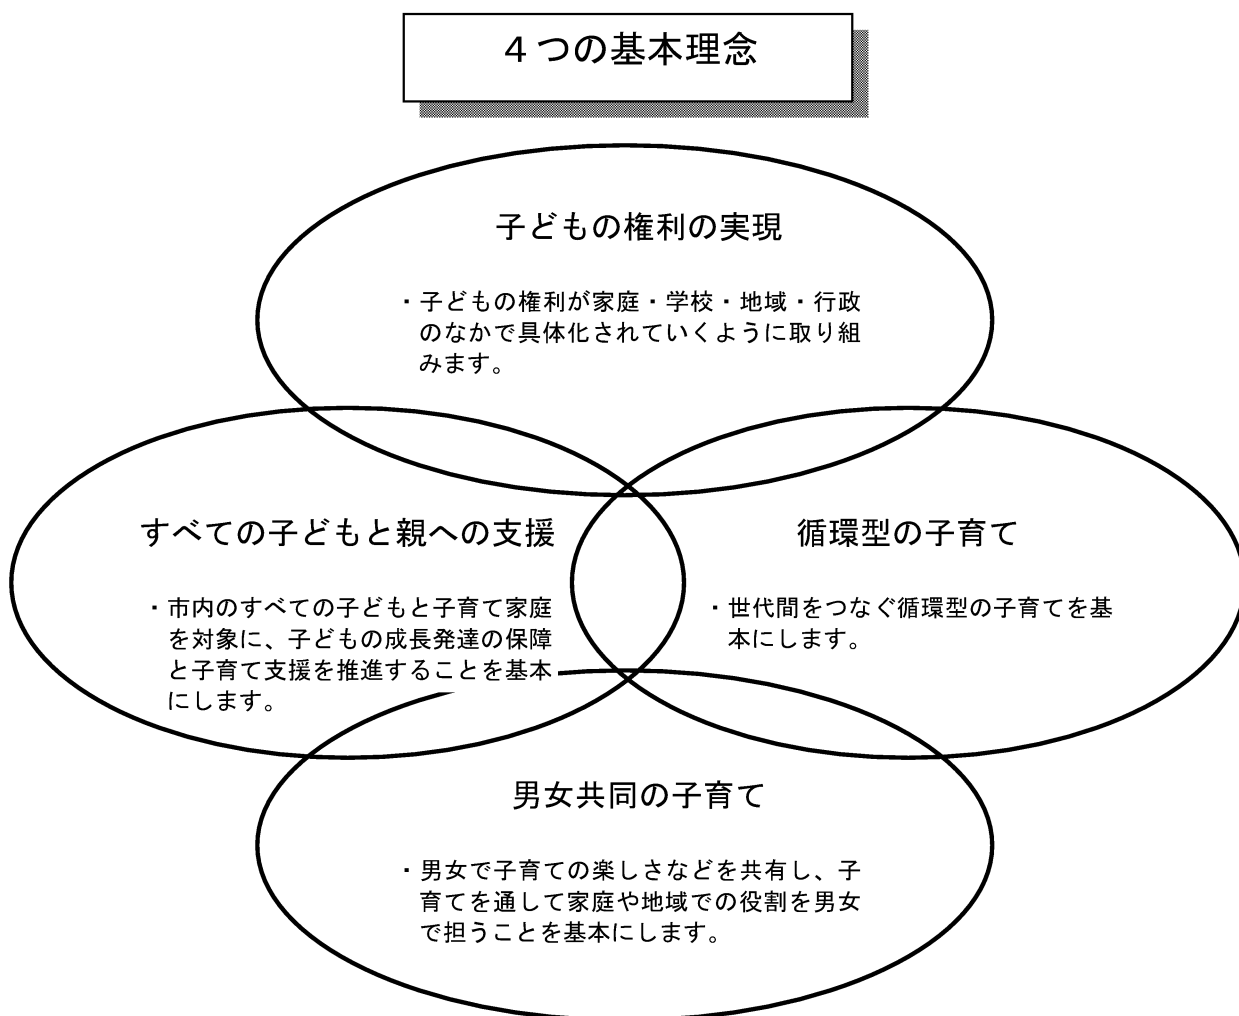 ４つの基本理念
子どもの権利の実現
・子どもの権利が家庭・学校・地域・行政
のなかで具体化されていくように取り組
みます。
すべての子どもと親への支援
・市内のすべての子どもと子育て家庭
を対象に、子どもの成長発達の保障
と子育て支援を推進することを基本
にします。
循環型の子育て
・世代間をつなぐ循環型の子育てを基
本にします。
男女共同の子育て
・男女で子育ての楽しさなどを共有し、子
育てを通して家庭や地域での役割を男女
で担うことを基本にします。